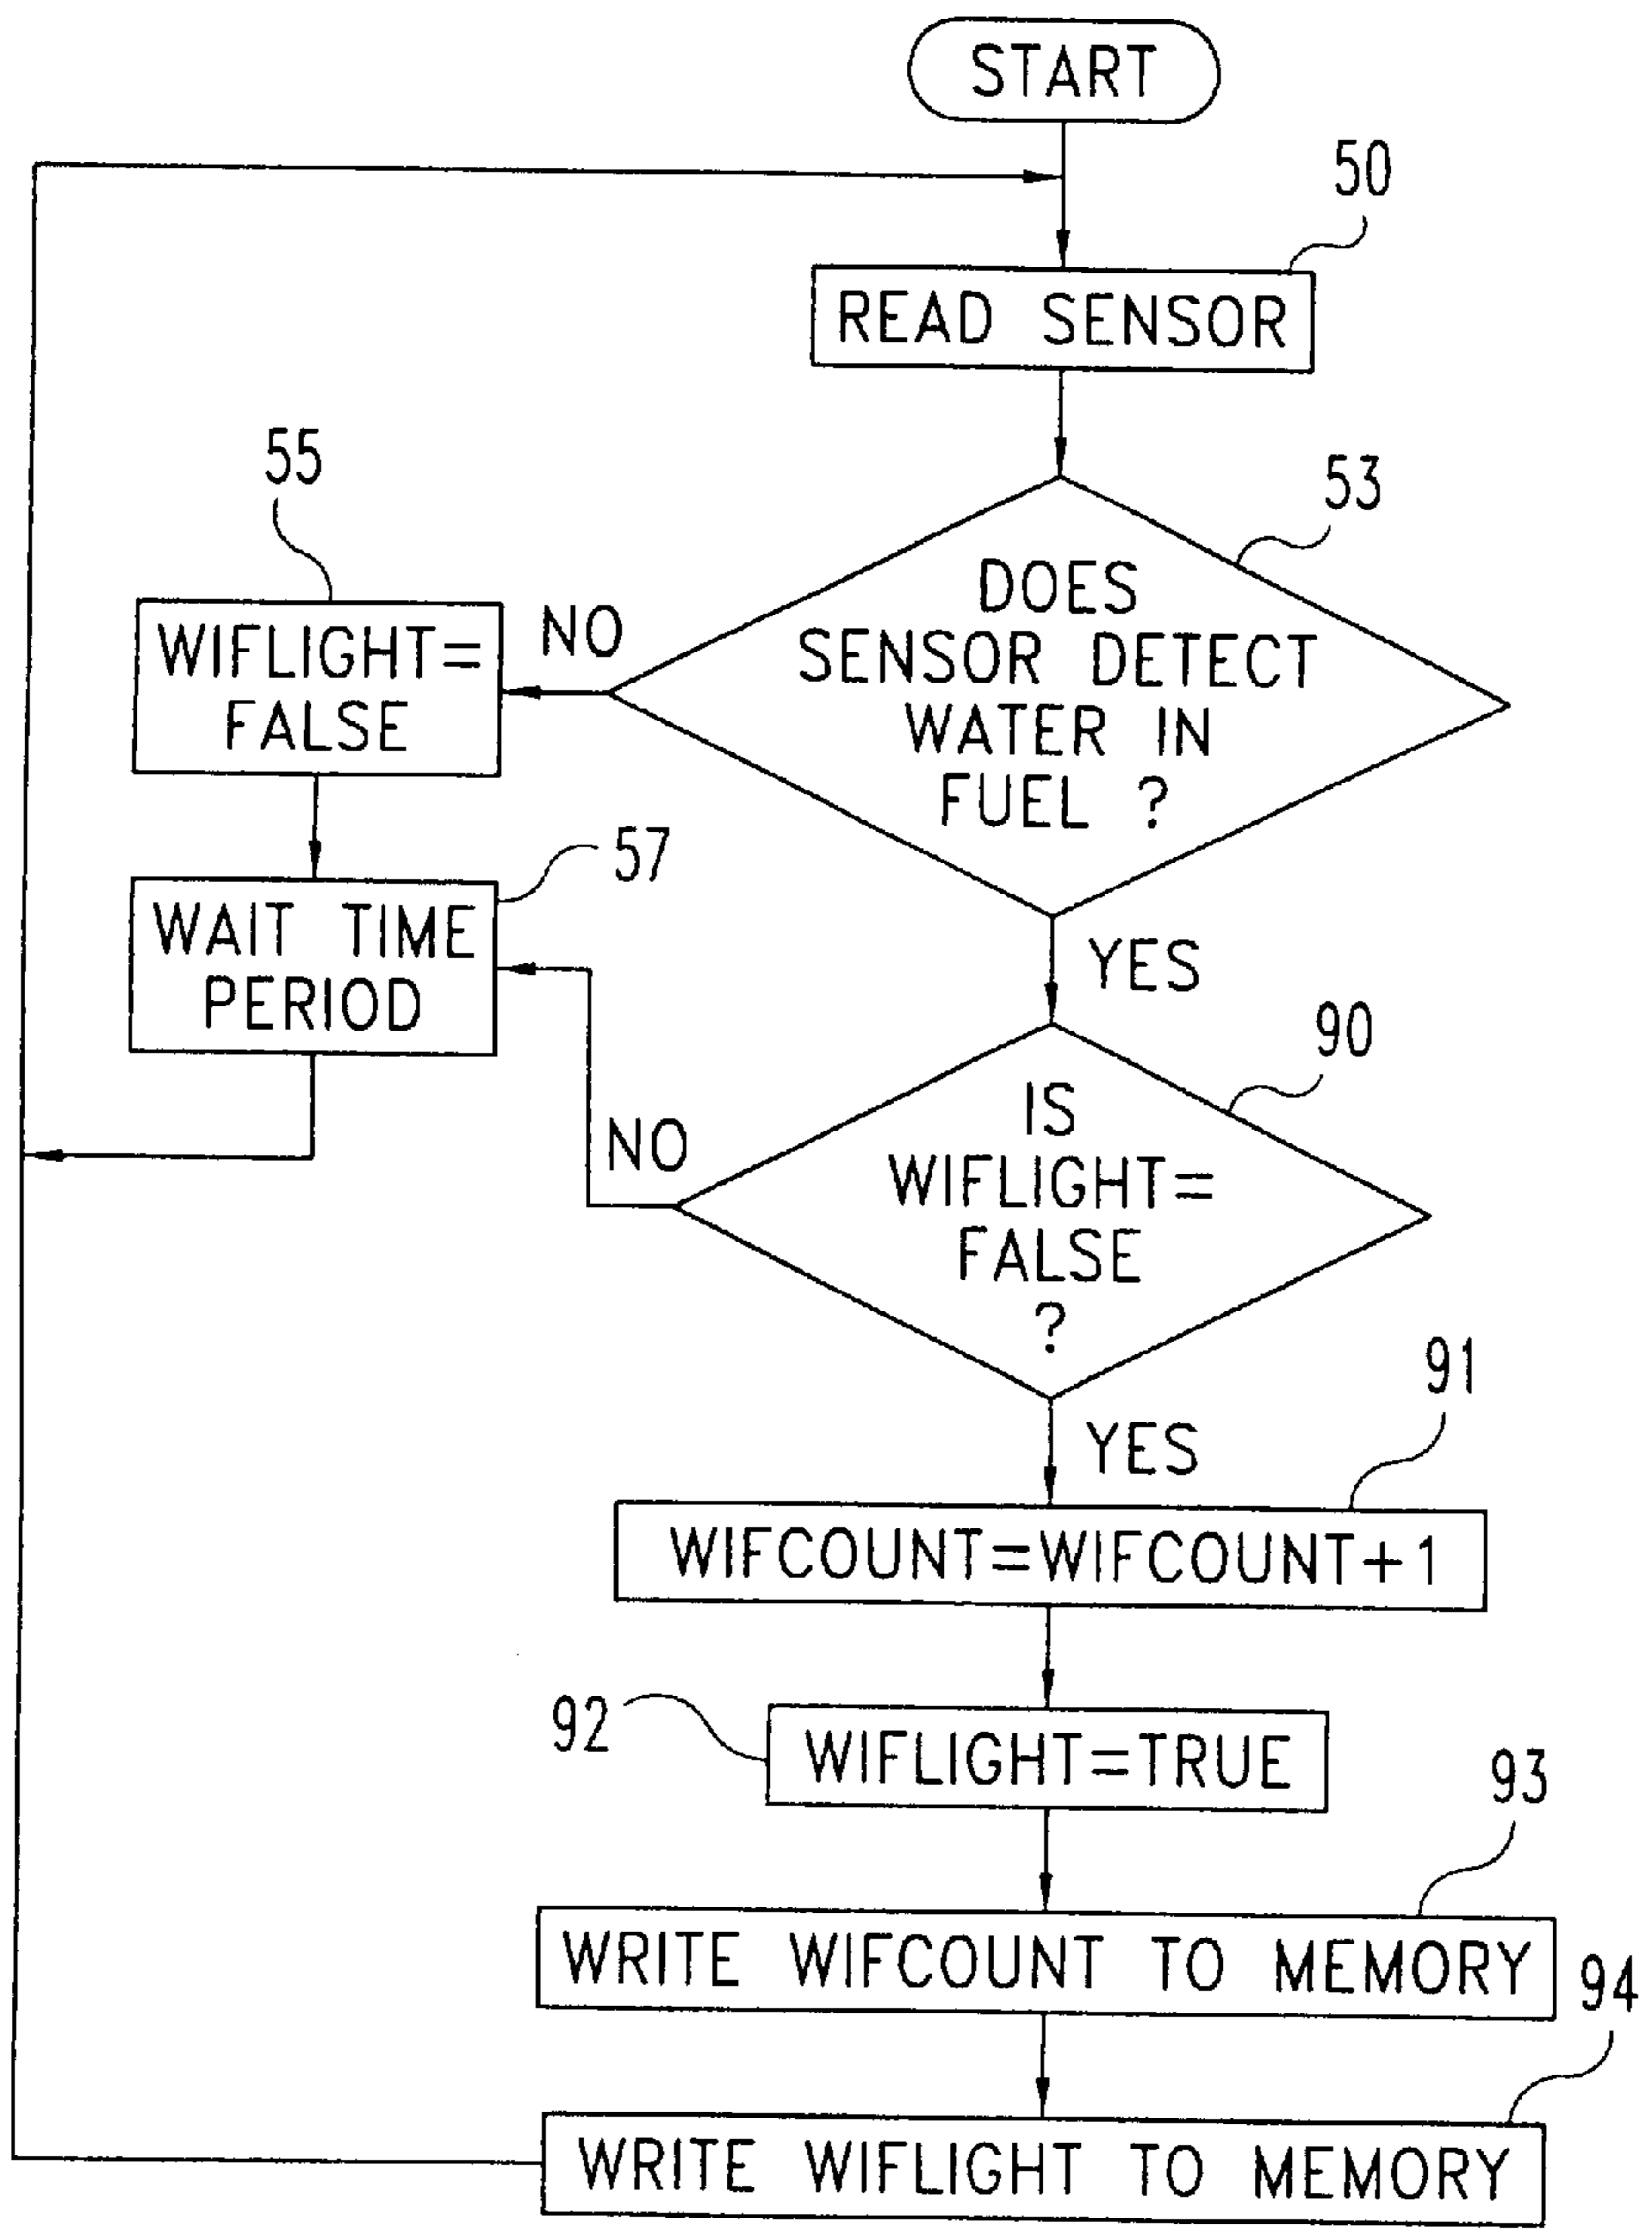 START
50
READ SENSOR
55
53
DOES
SENSOR DETECT
WATER IN
FUEL ?
NO
WIFLIGHT=
FALSE
57
WAIT TIME
PERIOD
YES
90
IS
WIFLIGHT=
FALSE
?
NO
YES
91
WIFCOUNT=WIFCOUNT+1
92
WIFLIGHT=TRUE
93
WRITE WIFCOUNT TO MEMORY
94
WRITE WIFLIGHT TO MEMORY